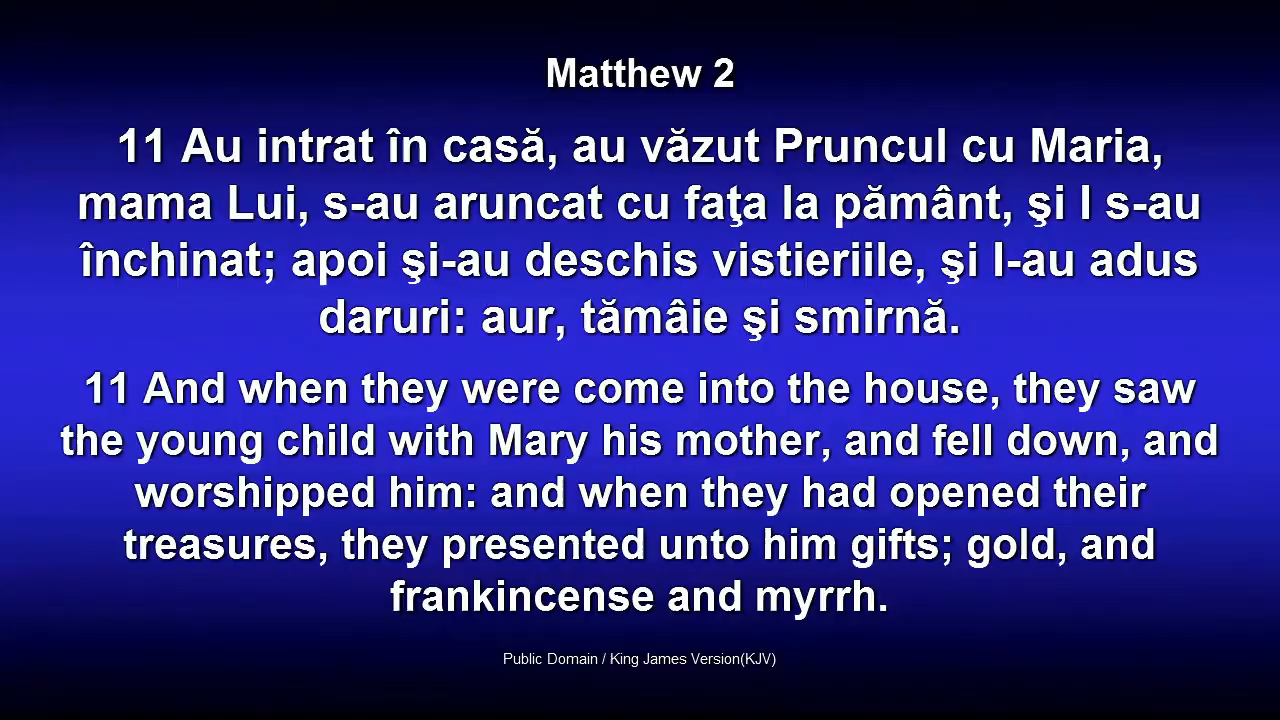 Matthew 2
11 Au intrat în casă, au văzut Pruncul cu Maria,
mama Lui, s-au aruncat cu faţa la pământ, şi I s-au
închinat; apoi şi-au deschis vistieriile, şi I-au adus
daruri: aur, tămâie şi smirnă.
11 And when they were come into the house, they saw
the young child with Mary his mother, and fell down, and
worshipped him: and when they had opened their
treasures, they presented unto him gifts; gold, and
frankincense and myrrh.
Public Domain / King James Version(KJV)